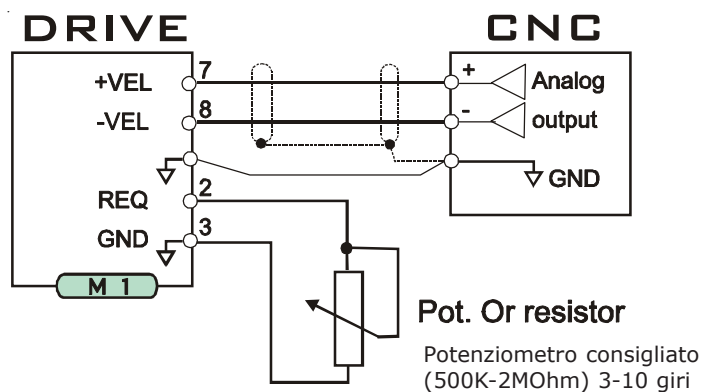 DRIVE
CNC
+VEL
7
-VEL
8
REQ
2
GND
3
M 1
+
Analog
-
output
GND
Pot. Or resistor
Potenziometro consigliato
(500K-2MOhm) 3-10 giri